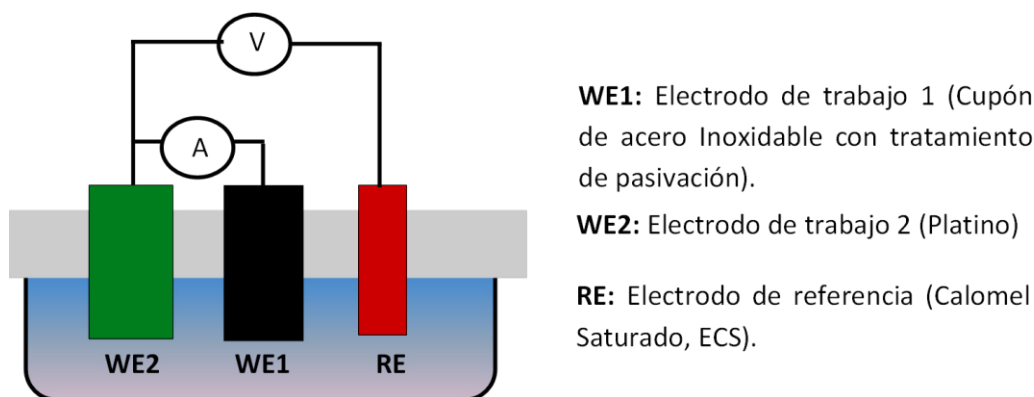 V
A
WE2 WE1 RE
WE1: Electrodo de trabajo 1 (Cupón
de acero Inoxidable con tratamiento
de pasivación).
WE2: Electrodo de trabajo 2 (Platino)
RE: Electrodo de referencia (Calomel
Saturado, ECS).